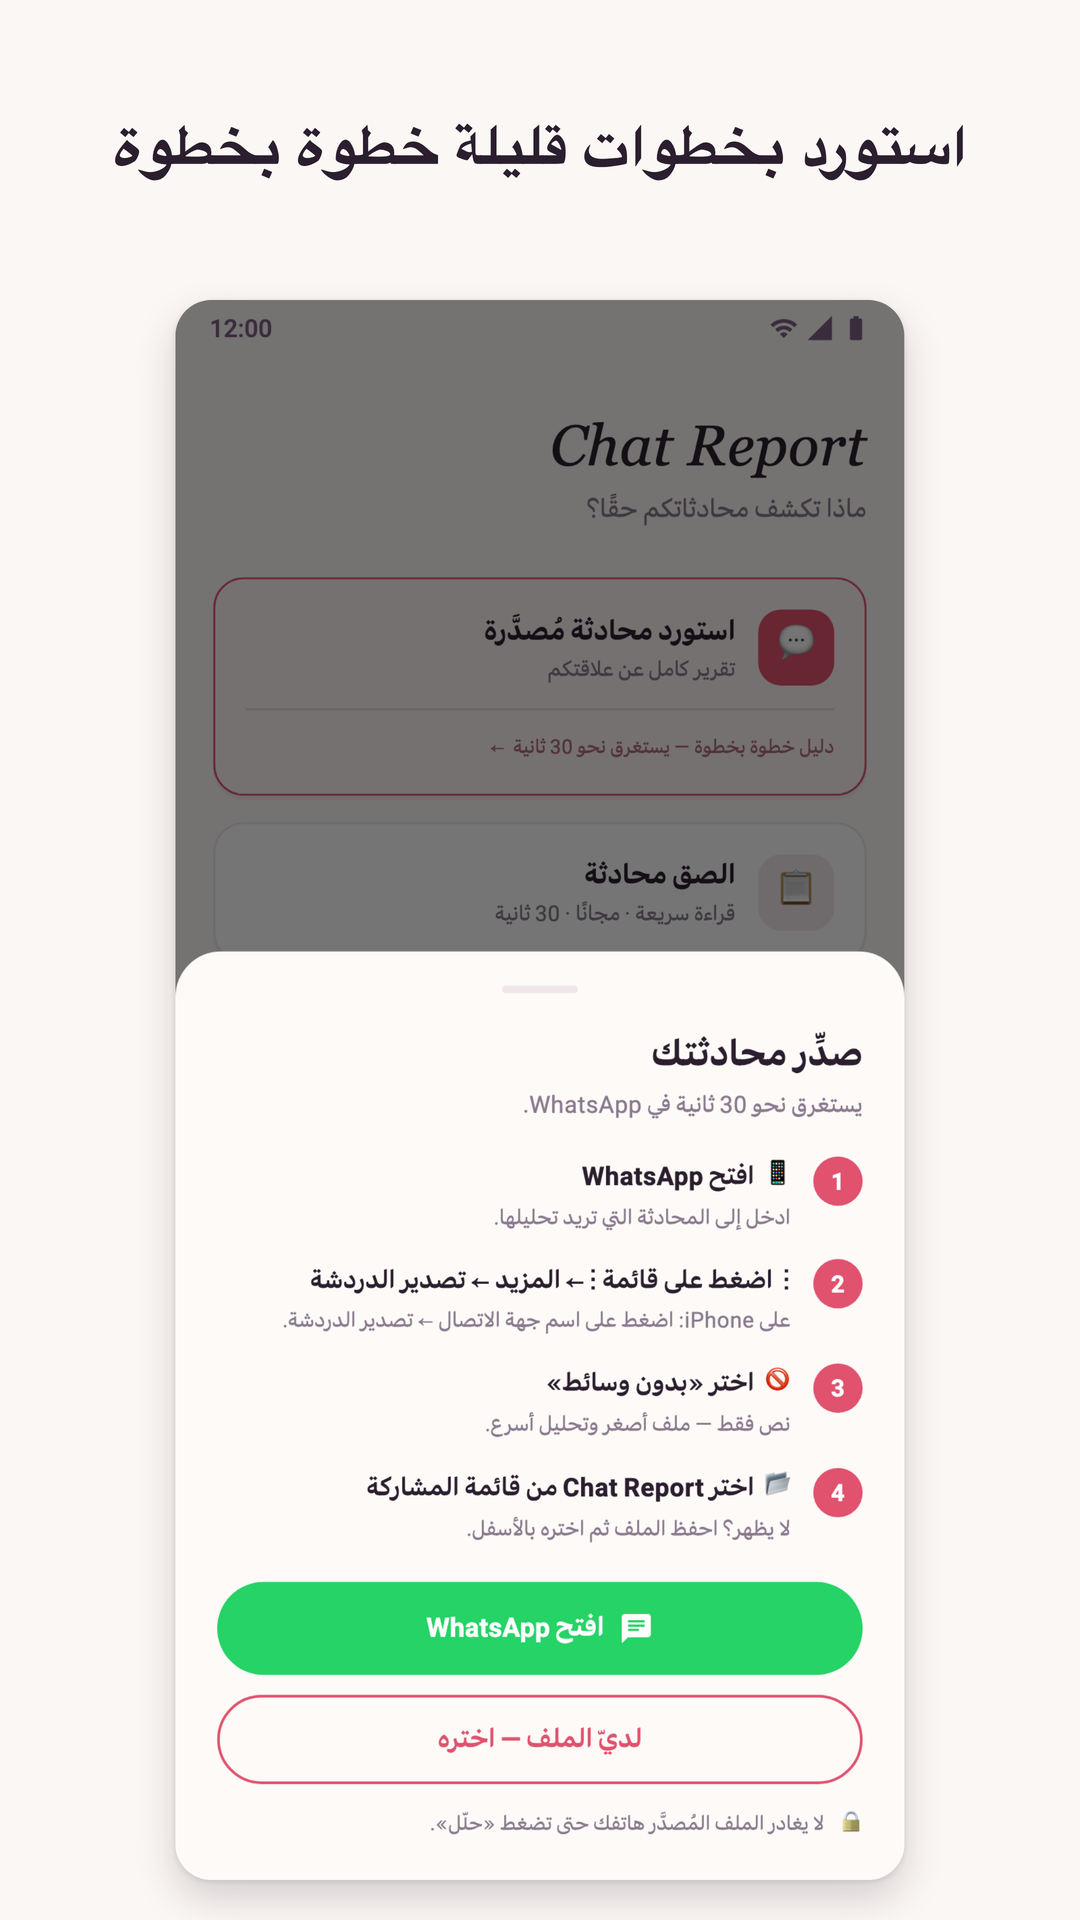 استورد بخطوات قليلة خطوة بخطوة
12:00
Chat Report
ماذا تكشف محادثاتكم حقًا؟
استورد محادثة مُصدَّرة
تقرير كامل عن علاقتكم
دليل خطوة بخطوة — يستغرق نحو 30 ثانية ←
الصق محادثة
قراءة سريعة · مجانًا · 30 ثانية
صدِّر محادثتك
يستغرق نحو 30 ثانية في WhatsApp.
1 📱 افتح WhatsApp
ادخل إلى المحادثة التي تريد تحليلها.
2 ⋮ اضغط على قائمة ⋮ ← المزيد ← تصدير الدردشة
على iPhone: اضغط على اسم جهة الاتصال ← تصدير الدردشة.
3 🚫 اختر «بدون وسائط»
نص فقط — ملف أصغر وتحليل أسرع.
4 📂 اختر Chat Report من قائمة المشاركة
لا يظهر؟ احفظ الملف ثم اختره بالأسفل.
افتح WhatsApp
لديّ الملف — اختره
🔒 لا يغادر الملف المُصدَّر هاتفك حتى تضغط «حلّل».